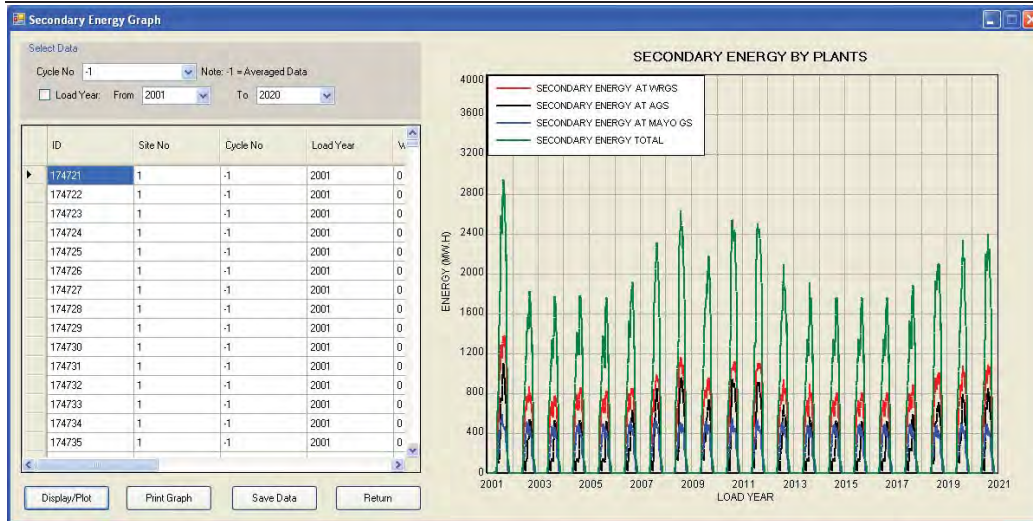 Secondary Energy Graph
Select Data
Cycle No -1 Note: -1 = Averaged Data
Load Year: From 2001 To 2020
ID Site No Cycle No Load Year
174721 1 -1 2001 0
174722 1 -1 2001 0
174723 1 -1 2001 0
174724 1 -1 2001 0
174725 1 -1 2001 0
174726 1 -1 2001 0
174727 1 -1 2001 0
174728 1 -1 2001 0
174729 1 -1 2001 0
174730 1 -1 2001 0
174731 1 -1 2001 0
174732 1 -1 2001 0
174733 1 -1 2001 0
174734 1 -1 2001 0
174735 1 -1 2001 0
Display/Plot Print Graph Save Data Return
SECONDARY ENERGY BY PLANTS
SECONDARY ENERGY AT WRGS
SECONDARY ENERGY AT AGS
SECONDARY ENERGY AT MAYO GS
SECONDARY ENERGY TOTAL
ENERGY (MW.H)
4000
3600
3200
2800
2400
2000
1600
1200
800
400
0
2001 2003 2005 2007 2009 2011 2013 2015 2017 2019 2021
LOAD YEAR